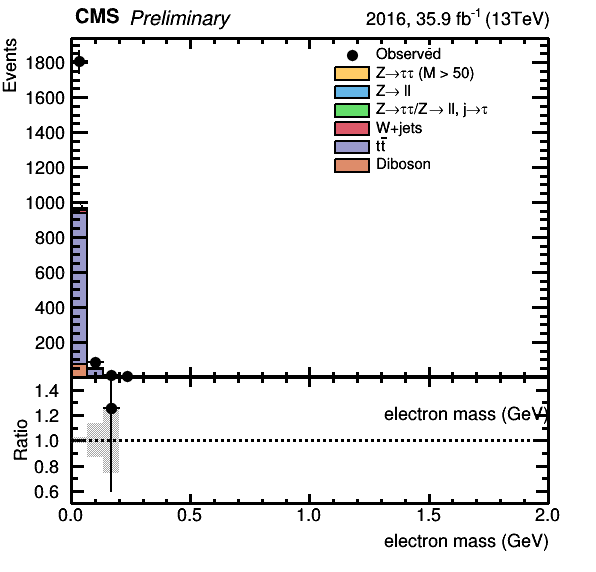 CMS Preliminary 2016, 35.9 fb⁻¹ (13TeV)
Events
1800
1600
1400
1200
1000
800
600
400
200
Observed
Z→ττ (M > 50)
Z→ ll
Z→ττ/Z→ ll, j→τ
W+jets
tt̄
Diboson
Ratio
1.4
1.2
1.0
0.8
0.6
electron mass (GeV)
0.0 0.5 1.0 1.5 2.0
electron mass (GeV)